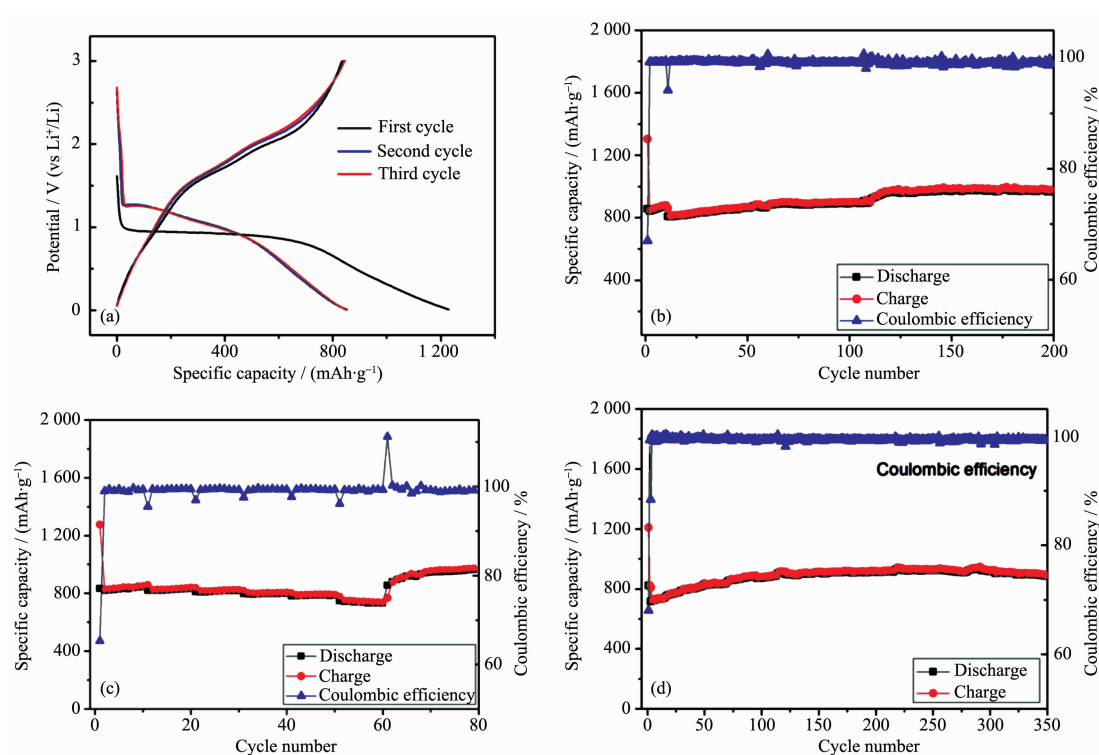 3
2
1
0
Potential / V (vs Li⁺/Li)
First cycle
Second cycle
Third cycle
(a)
0
400
800
1 200
Specific capacity / (mAh·g⁻¹)
2 000
1 600
1 200
800
400
Specific capacity / (mAh·g⁻¹)
100
80
60
Coulombic efficiency / %
Discharge
Charge
Coulombic efficiency
(b)
0
50
100
150
200
Cycle number
2 000
1 600
1 200
800
400
0
Specific capacity / (mAh·g⁻¹)
100
80
60
Coulombic efficiency / %
Discharge
Charge
Coulombic efficiency
(c)
0
20
40
60
80
Cycle number
2 000
1 600
1 200
800
400
0
Specific capacity / (mAh·g⁻¹)
100
80
60
Coulombic efficiency / %
Coulombic efficiency
Discharge
Charge
(d)
0
50
100
150
200
250
300
350
Cycle number